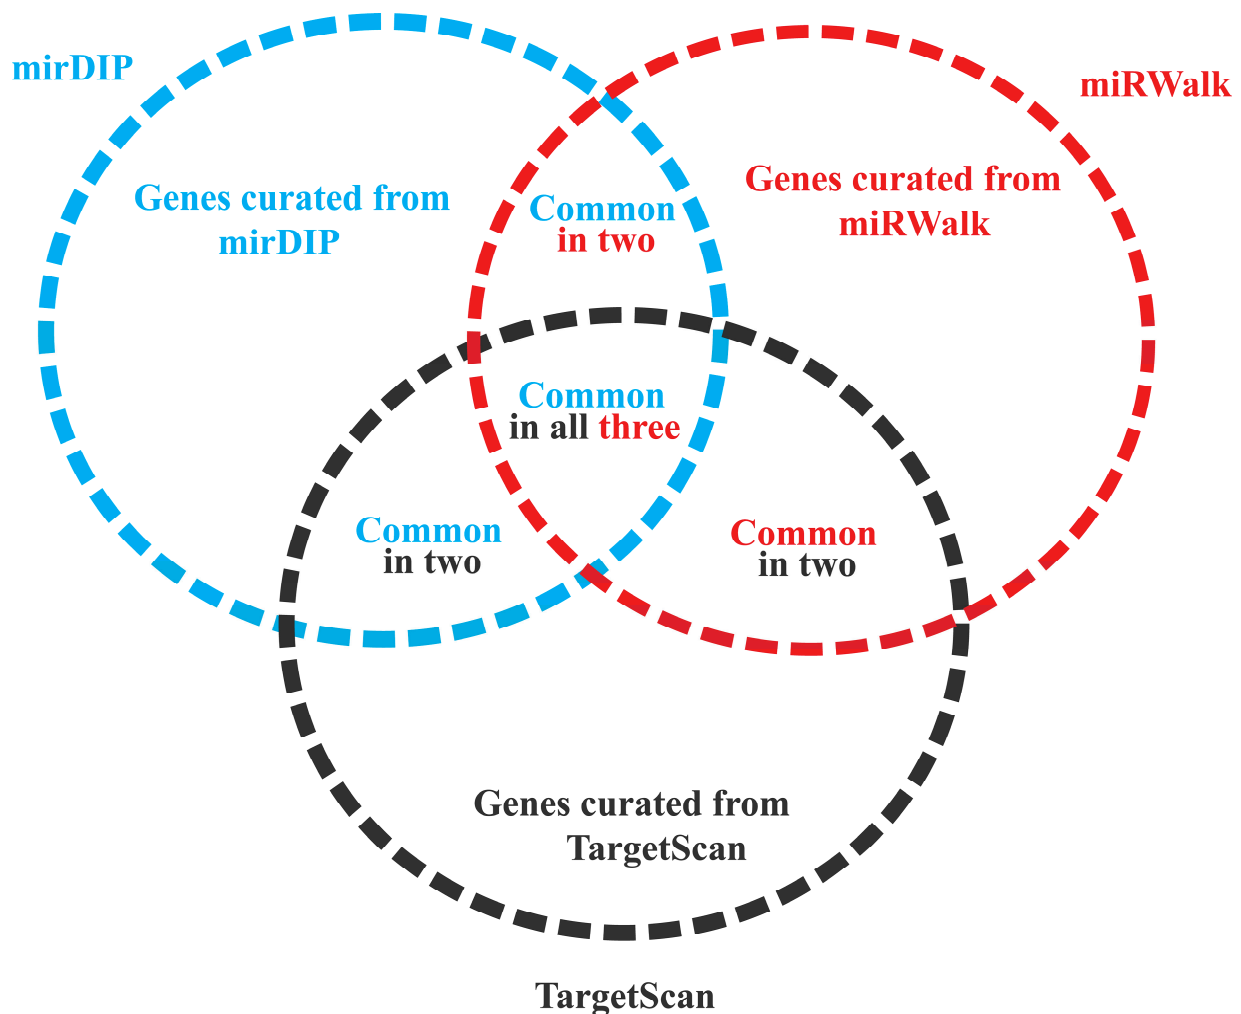 mirDIP
miRWalk
Genes curated from
mirDIP
Genes curated from
miRWalk
Common
in two
Common
in all three
Common
in two
Common
in two
Genes curated from
TargetScan
TargetScan